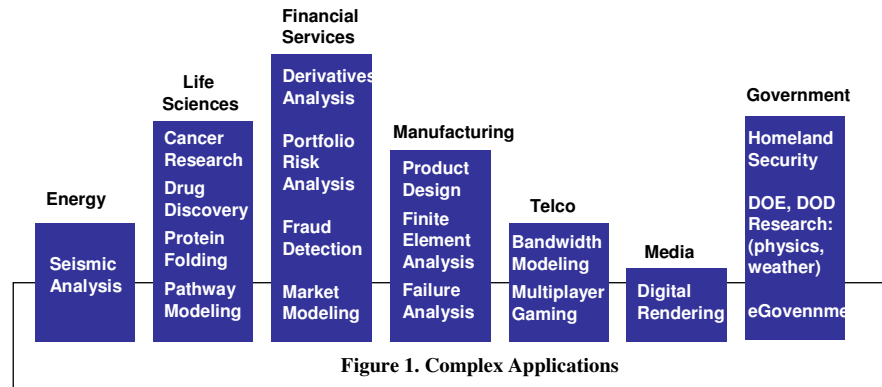 Energy
Seismic
Analysis
Life
Sciences
Cancer
Research
Drug
Discovery
Protein
Folding
Pathway
Modeling
Financial
Services
Derivatives
Analysis
Portfolio
Risk
Analysis
Fraud
Detection
Market
Modeling
Manufacturing
Product
Design
Finite
Element
Analysis
Failure
Analysis
Telco
Bandwidth
Modeling
Multiplayer
Gaming
Media
Digital
Rendering
Government
Homeland
Security
DOE, DOD
Research:
(physics,
weather)
eGovernme
Figure 1. Complex Applications